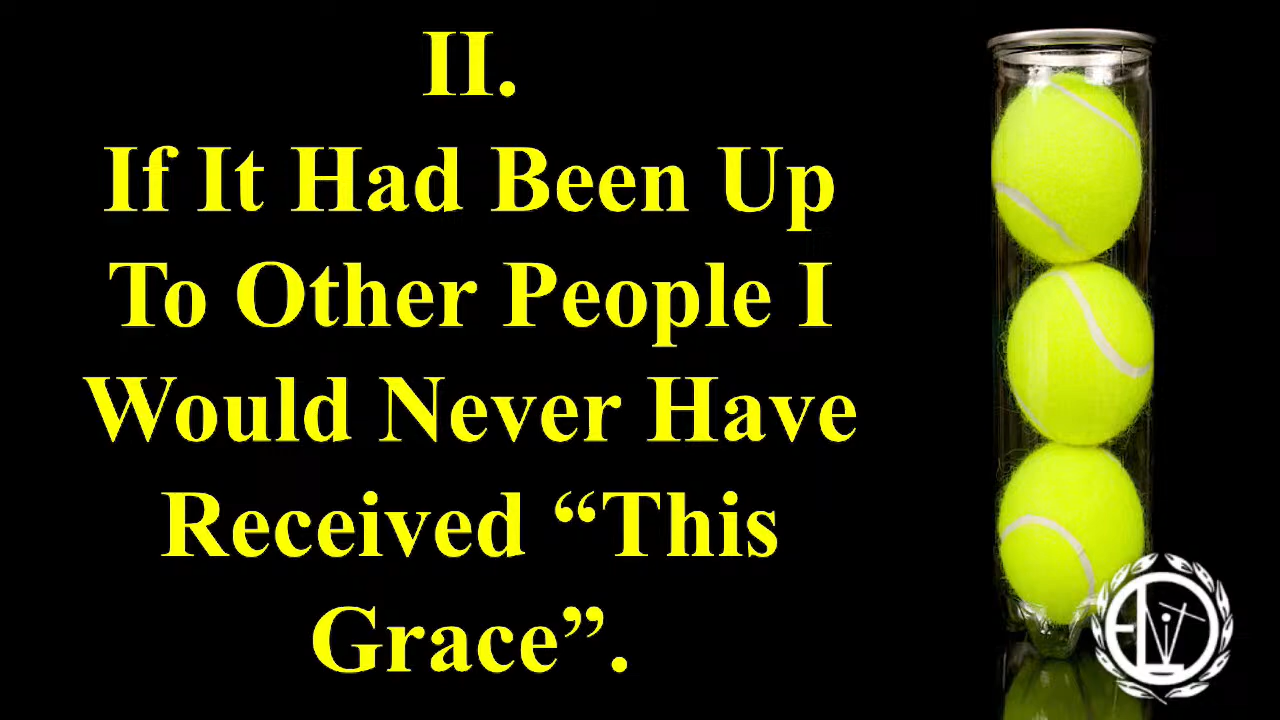 II.
If It Had Been Up
To Other People I
Would Never Have
Received “This
Grace”.